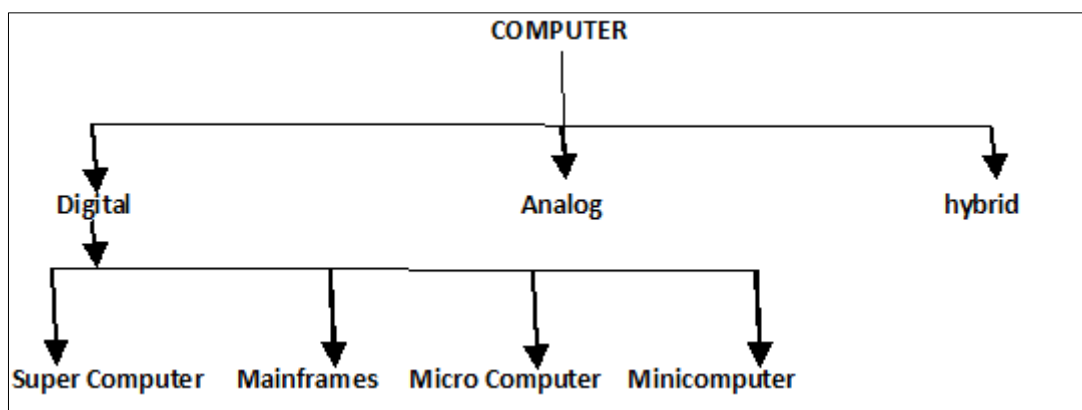 COMPUTER
Digital Analog hybrid
Super Computer Mainframes Micro Computer Minicomputer